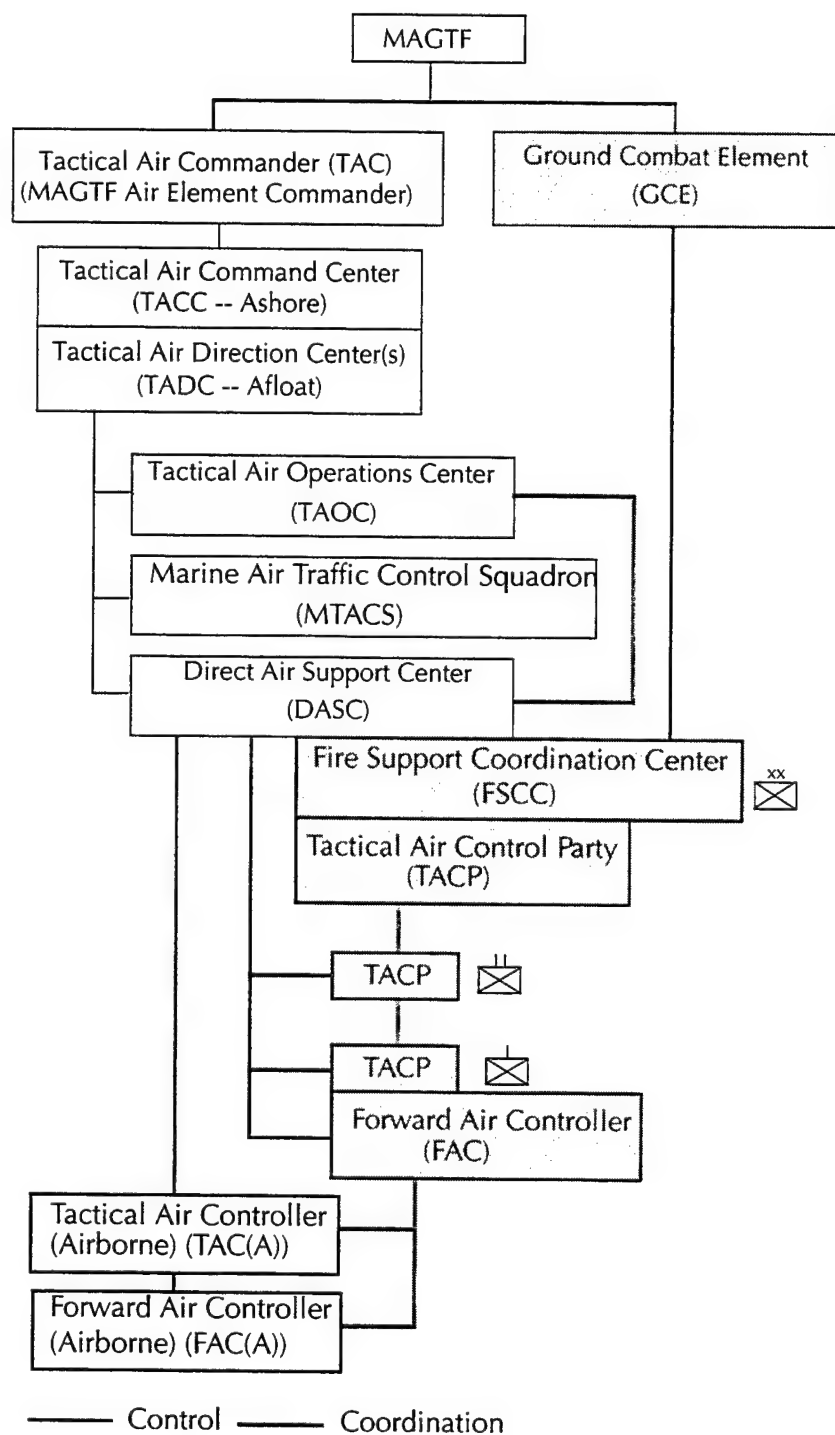 MAGTF
Tactical Air Commander (TAC)
(MAGTF Air Element Commander)
Ground Combat Element
(GCE)
Tactical Air Command Center
(TACC -- Ashore)
Tactical Air Direction Center(s)
(TADC -- Afloat)
Tactical Air Operations Center
(TAOC)
Marine Air Traffic Control Squadron
(MTACS)
Direct Air Support Center
(DASC)
Fire Support Coordination Center
(FSCC)
xx
Tactical Air Control Party
(TACP)
TACP
TACP
Forward Air Controller
(FAC)
Tactical Air Controller
(Airborne) (TAC(A))
Forward Air Controller
(Airborne) (FAC(A))
Control
Coordination